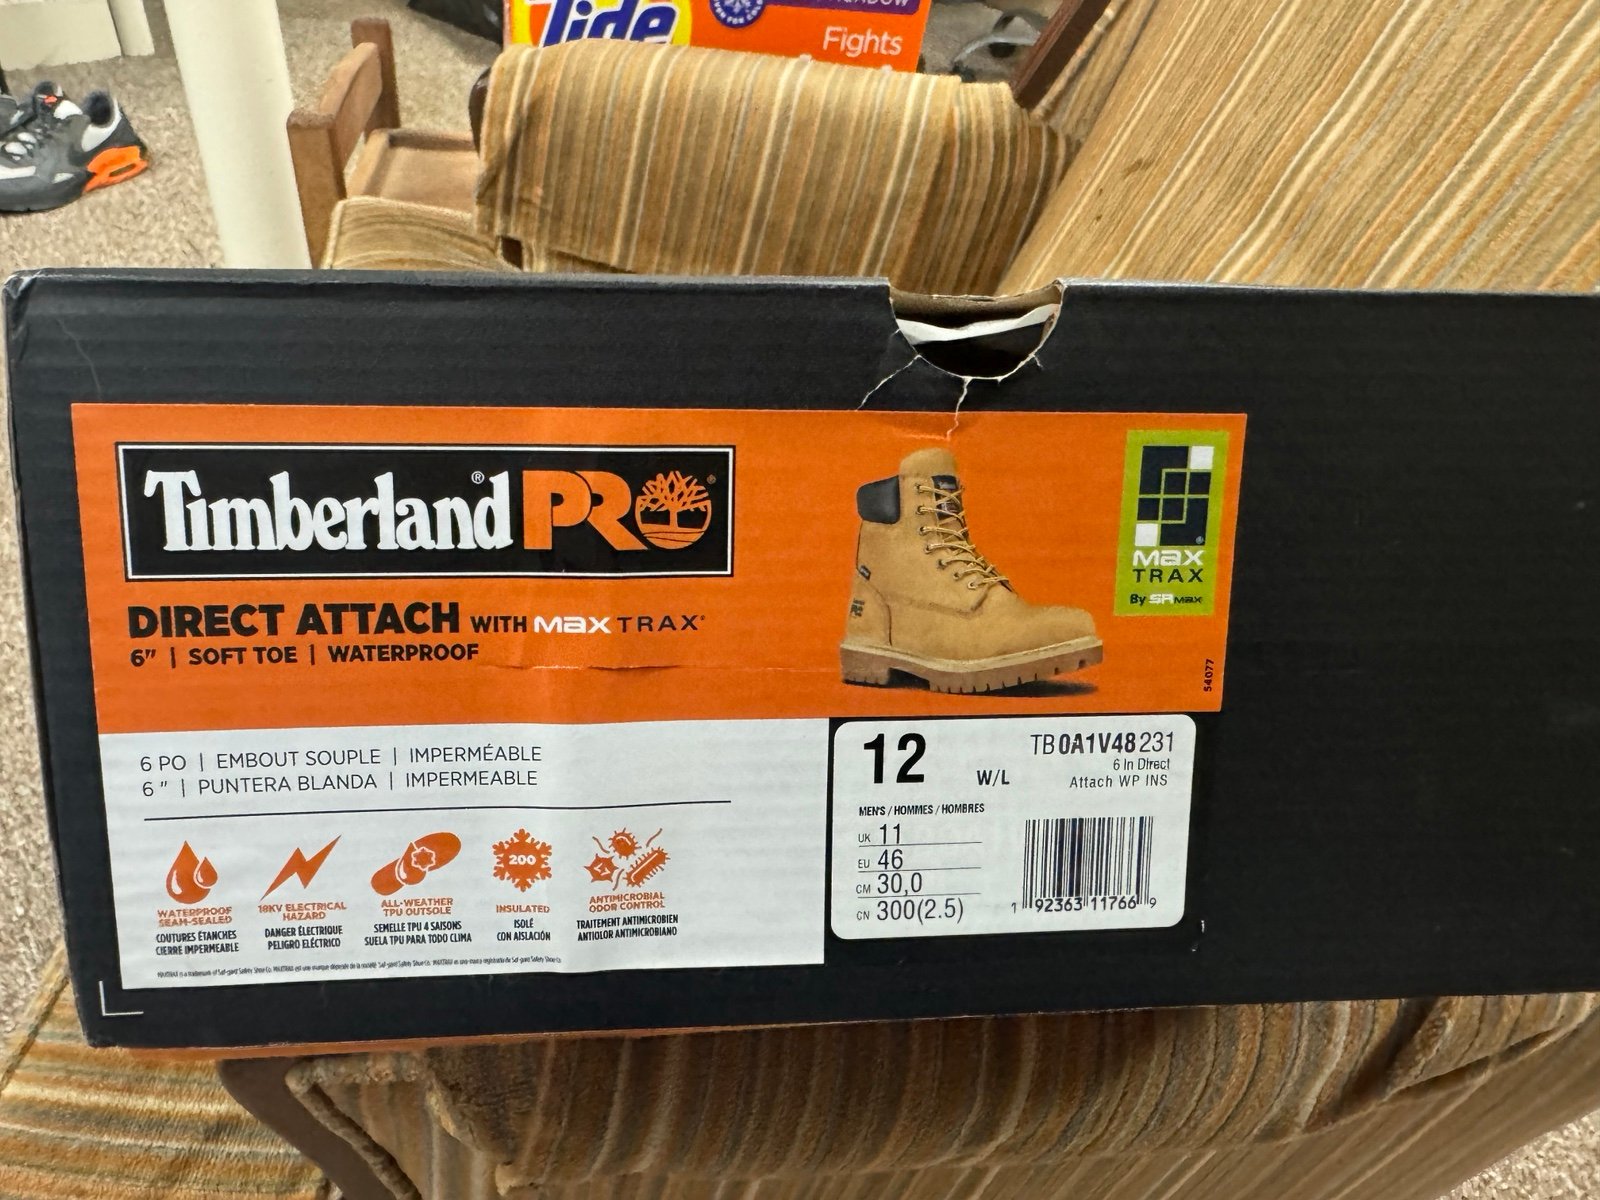 Tide
Fights
Timberland® PRO®
DIRECT ATTACH WITH MAX TRAX®
6" | SOFT TOE | WATERPROOF
MAX
TRAX
By SR MAX
54077
6 PO | EMBOUT SOUPLE | IMPERMÉABLE
6 " | PUNTERA BLANDA | IMPERMEABLE
200
WATERPROOF
SEAM-SEALED
COUTURES ÉTANCHES
CIERRE IMPERMEABLE
18KV ELECTRICAL
HAZARD
DANGER ÉLECTRIQUE
PELIGRO ELÉCTRICO
ALL-WEATHER
TPU OUTSOLE
SEMELLE TPU 4 SAISONS
SUELA TPU PARA TODO CLIMA
INSULATED
ISOLÉ
CON AISLACIÓN
ANTIMICROBIAL
ODOR CONTROL
TRAITEMENT ANTIMICROBIEN
ANTIOLOR ANTIMICROBIANO
12 W/L
TB0A1V48231
6 In Direct
Attach WP INS
MEN'S / HOMMES / HOMBRES
UK 11
EU 46
CM 30,0
CN 300(2.5)
1 92363 11766 9